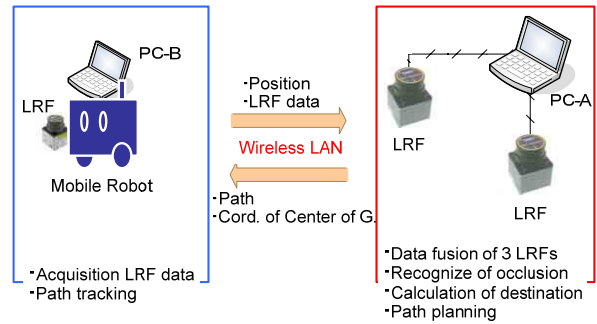 PC-B
LRF
Mobile Robot
-Acquisition LRF data
-Path tracking
-Position
-LRF data
Wireless LAN
-Path
-Cord. of Center of G.
PC-A
LRF
LRF
-Data fusion of 3 LRFs
-Recognize of occlusion
-Calculation of destination
-Path planning